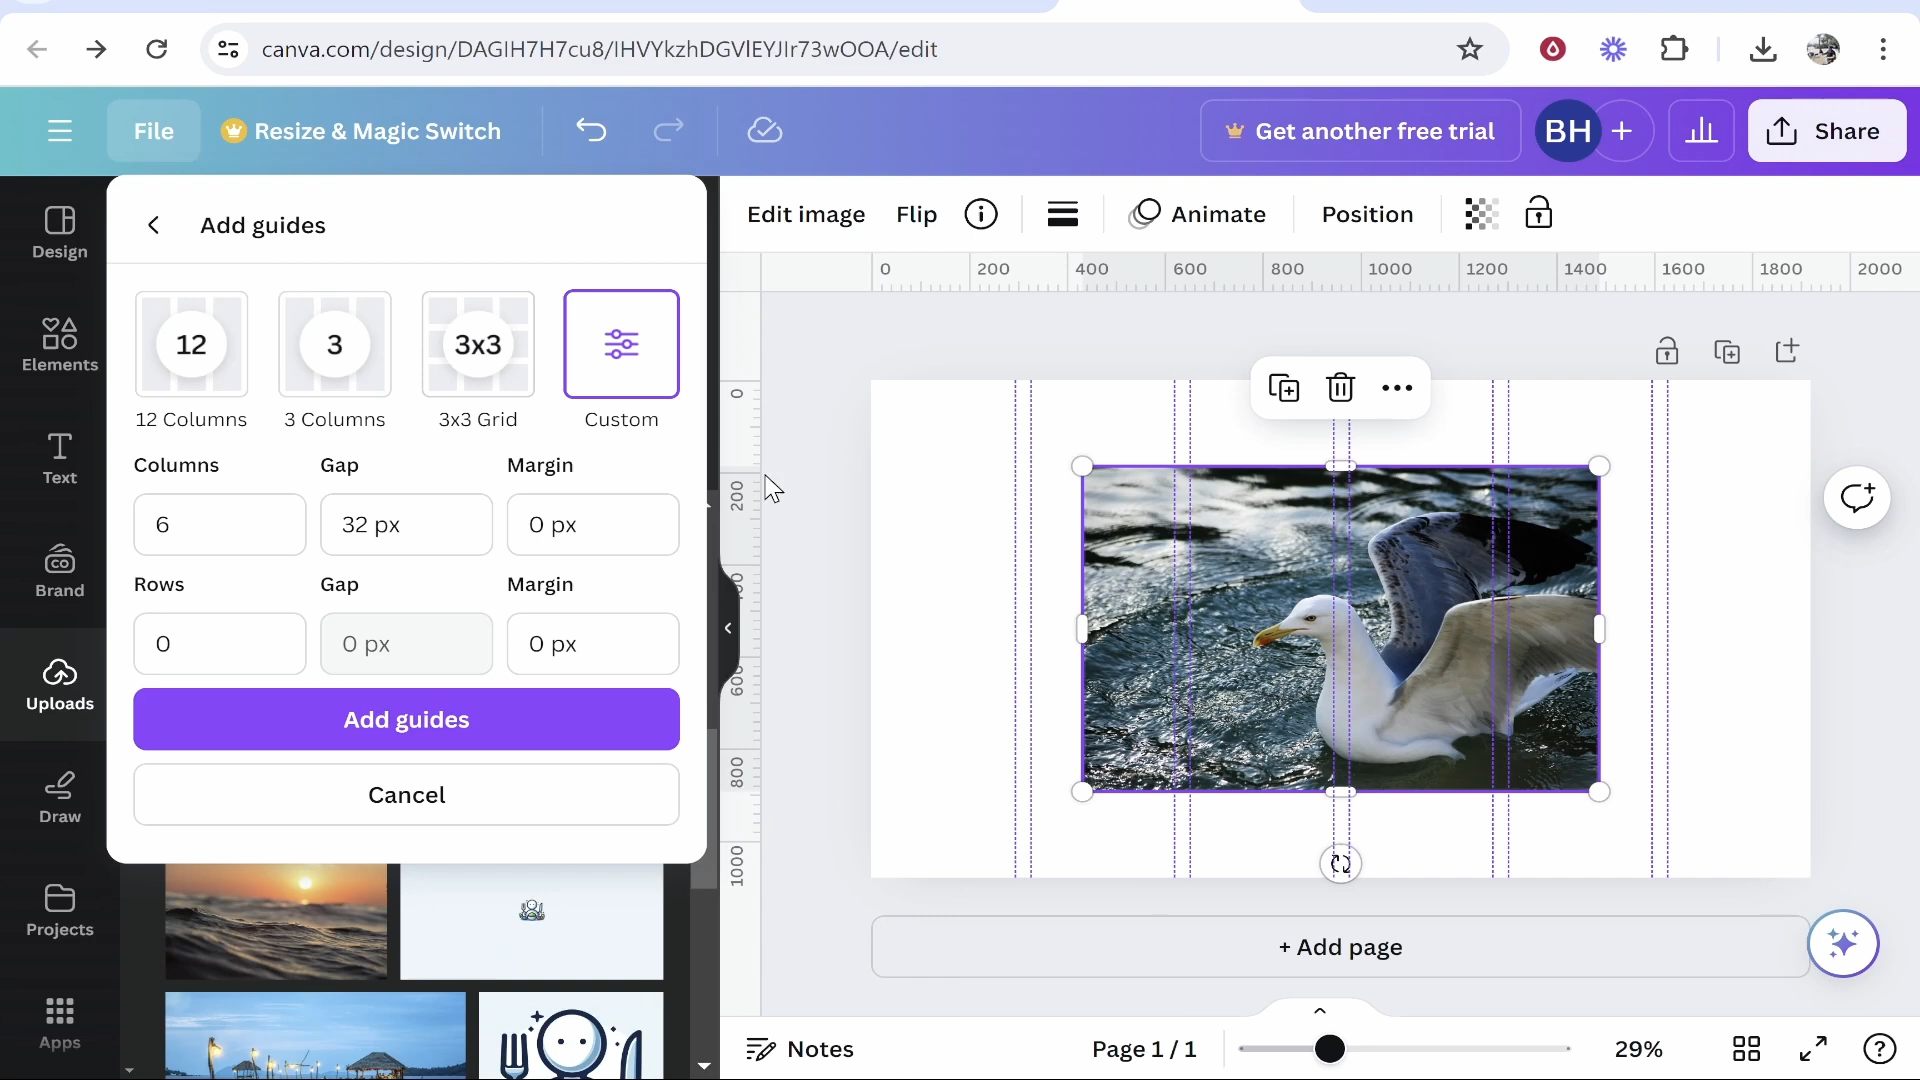 canva.com/design/DAGIH7H7cu8/IHVYkzhDGVlEYJIr73wOOA/edit
File
Resize & Magic Switch
Get another free trial
BH
+
Share
Design
Elements
Text
Brand
Uploads
Draw
Projects
Apps
Add guides
12
3
3x3
12 Columns
3 Columns
3x3 Grid
Custom
Columns
Gap
Margin
6
32 px
0 px
Rows
Gap
Margin
0
0 px
0 px
Add guides
Cancel
Edit image
Flip
Animate
Position
0 200 400 600 800 1000 1200 1400 1600 1800 2000
0
200
600
800
1000
+ Add page
Notes
Page 1 / 1
29%